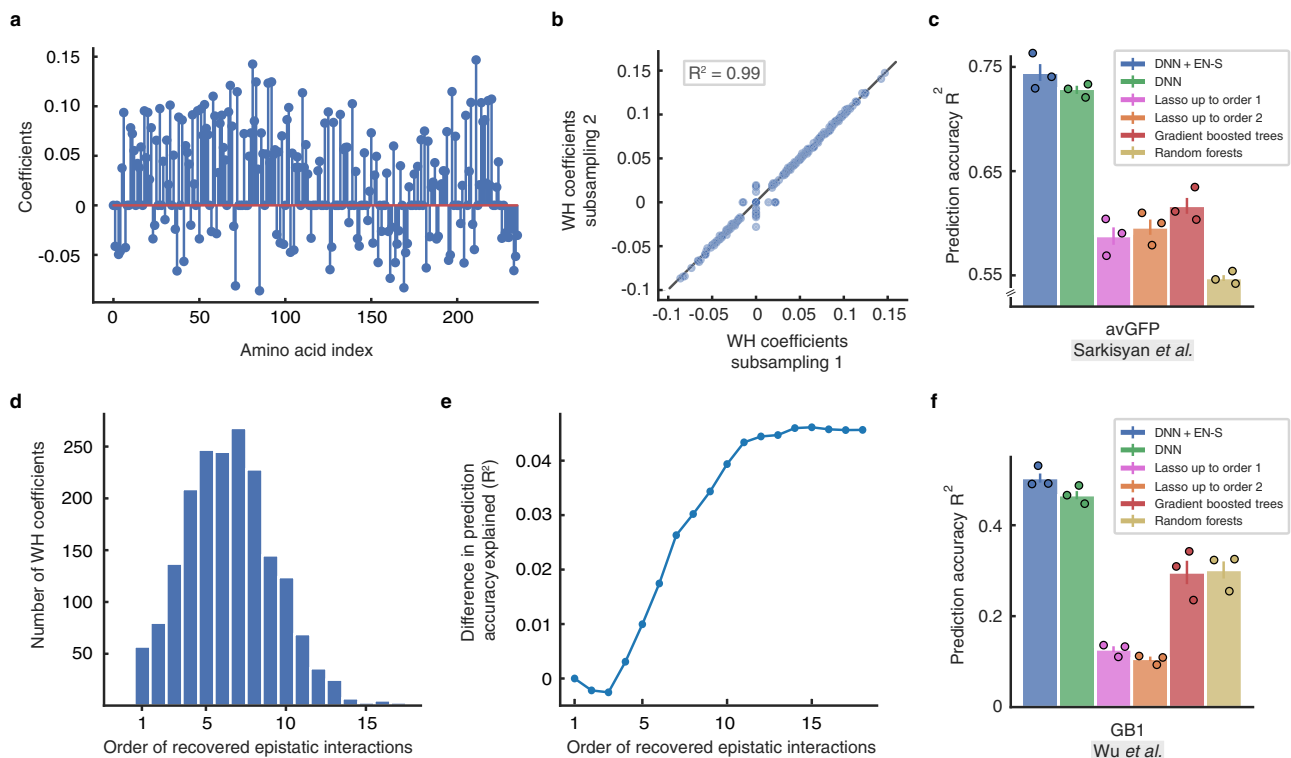 a
0.15
0.10
0.05
0
-0.05
Coefficients
0
50
100
150
200
Amino acid index
b
R² = 0.99
0.15
0.1
0.05
0
-0.05
-0.1
WH coefficients
subsampling 2
-0.1
-0.05
0
0.05
0.1
0.15
WH coefficients
subsampling 1
c
0.75
0.65
0.55
Prediction accuracy R²
DNN + EN-S
DNN
Lasso up to order 1
Lasso up to order 2
Gradient boosted trees
Random forests
avGFP
Sarkisyan et al.
d
250
200
150
100
50
Number of WH coefficients
1
5
10
15
Order of recovered epistatic interactions
e
0.04
0.03
0.02
0.01
0
Difference in prediction
accuracy explained (R²)
1
5
10
15
Order of recovered epistatic interactions
f
0.4
0.2
0
Prediction accuracy R²
DNN + EN-S
DNN
Lasso up to order 1
Lasso up to order 2
Gradient boosted trees
Random forests
GB1
Wu et al.